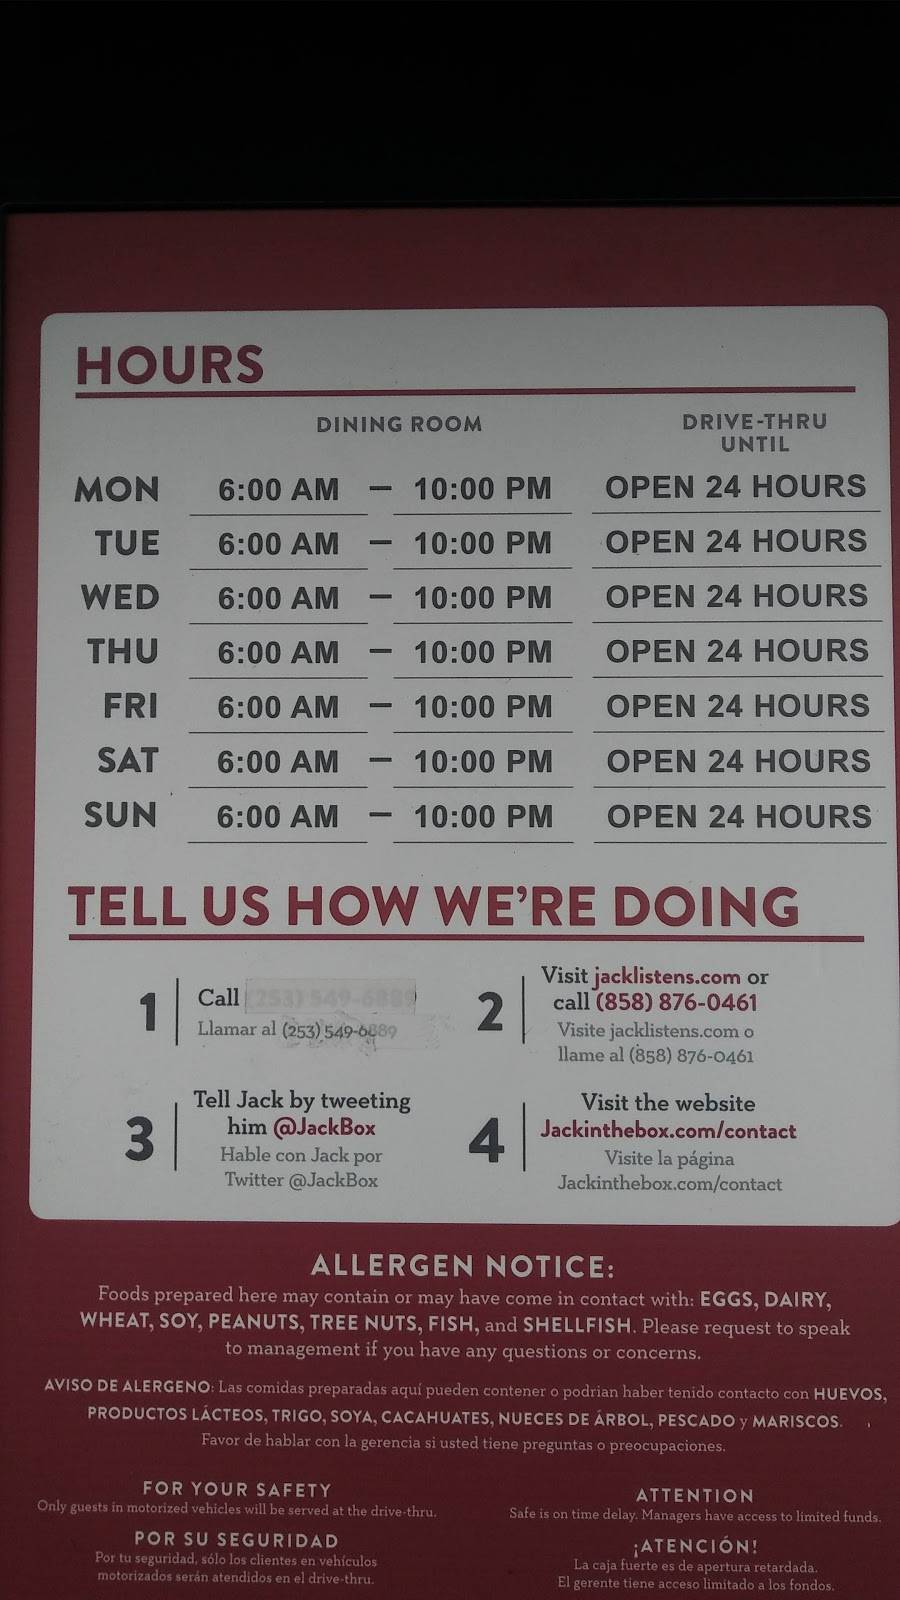 HOURS
DINING ROOM
DRIVE-THRU
UNTIL
MON 6:00 AM — 10:00 PM OPEN 24 HOURS
TUE 6:00 AM — 10:00 PM OPEN 24 HOURS
WED 6:00 AM — 10:00 PM OPEN 24 HOURS
THU 6:00 AM — 10:00 PM OPEN 24 HOURS
FRI 6:00 AM — 10:00 PM OPEN 24 HOURS
SAT 6:00 AM — 10:00 PM OPEN 24 HOURS
SUN 6:00 AM — 10:00 PM OPEN 24 HOURS
TELL US HOW WE'RE DOING
1
Call (253) 549-6889
Llamar al (253) 549-6889
2
Visit jacklistens.com or
call (858) 876-0461
Visite jacklistens.com o
llame al (858) 876-0461
3
Tell Jack by tweeting
him @JackBox
Hable con Jack por
Twitter @JackBox
4
Visit the website
Jackinthebox.com/contact
Visite la página
Jackinthebox.com/contact
ALLERGEN NOTICE:
Foods prepared here may contain or may have come in contact with: EGGS, DAIRY,
WHEAT, SOY, PEANUTS, TREE NUTS, FISH, and SHELLFISH. Please request to speak
to management if you have any questions or concerns.
AVISO DE ALERGENO: Las comidas preparadas aquí pueden contener o podrian haber tenido contacto con HUEVOS,
PRODUCTOS LÁCTEOS, TRIGO, SOYA, CACAHUATES, NUECES DE ÁRBOL, PESCADO y MARISCOS.
Favor de hablar con la gerencia si usted tiene preguntas o preocupaciones.
FOR YOUR SAFETY
Only guests in motorized vehicles will be served at the drive-thru.
POR SU SEGURIDAD
Por tu seguridad, sólo los clientes en vehículos
motorizados serán atendidos en el drive-thru.
ATTENTION
Safe is on time delay. Managers have access to limited funds.
¡ATENCIÓN!
La caja fuerte es de apertura retardada.
El gerente tiene acceso limitado a los fondos.